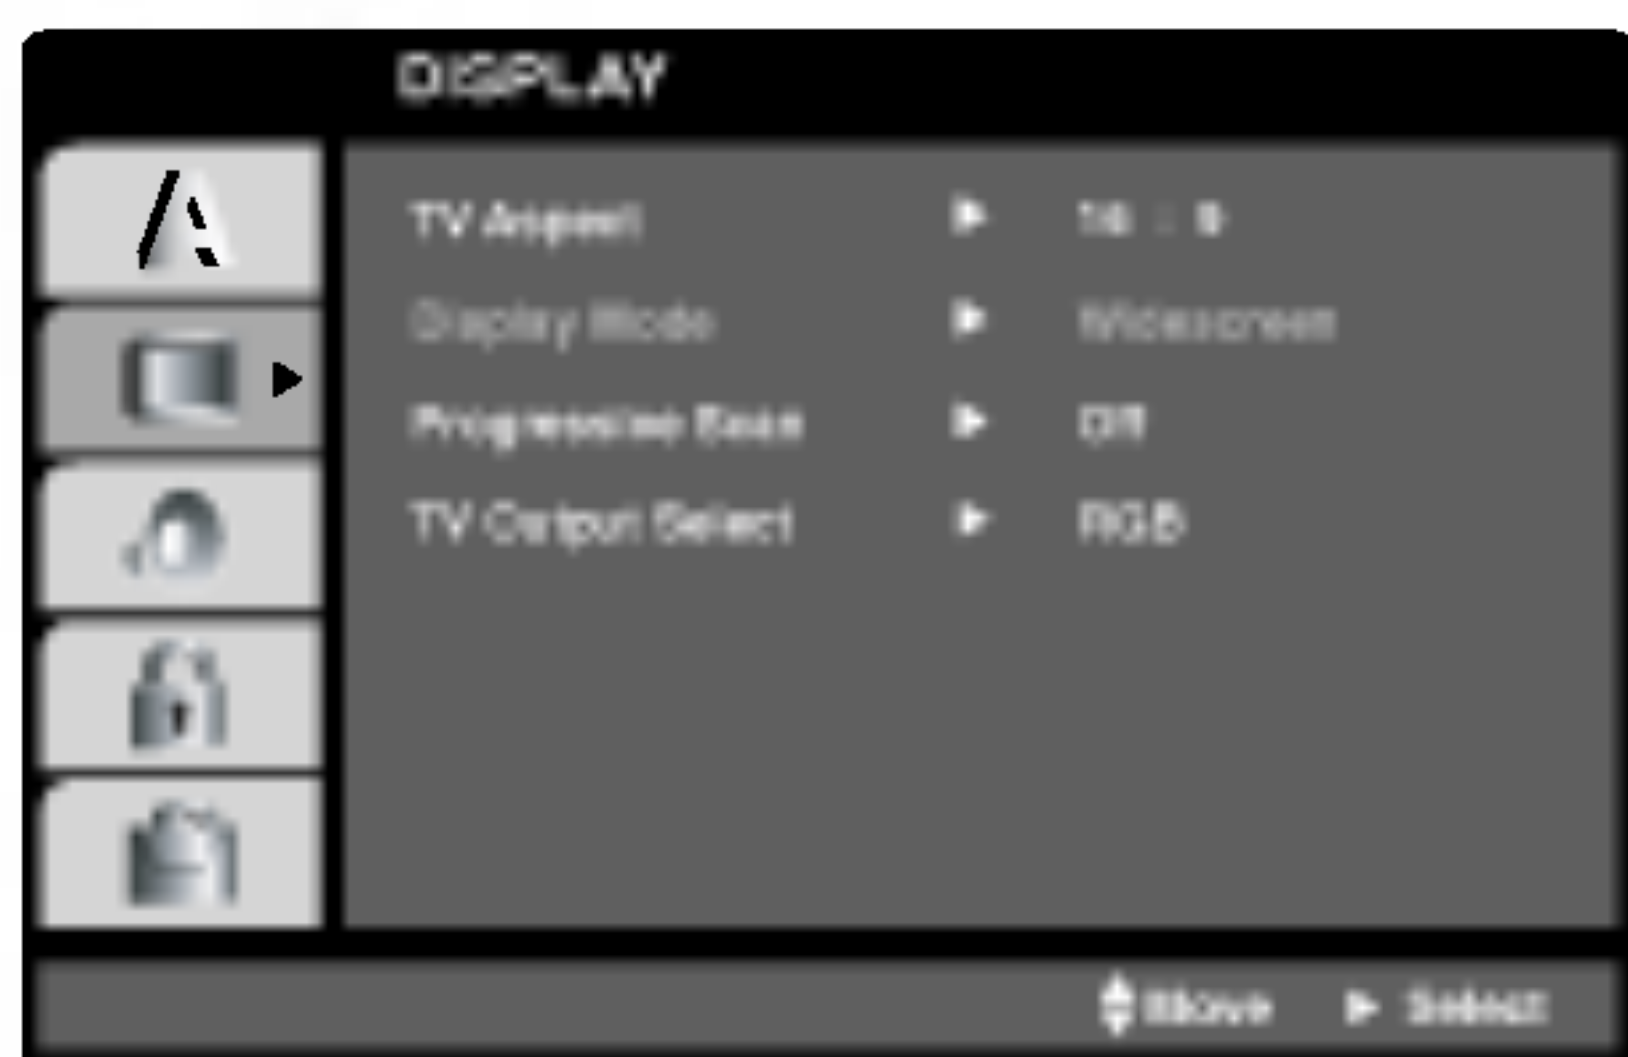 DISPLAY
TV Aspect 16 : 9
Display Mode Widescreen
Progressive Scan Off
TV Output Select RGB
Move Select